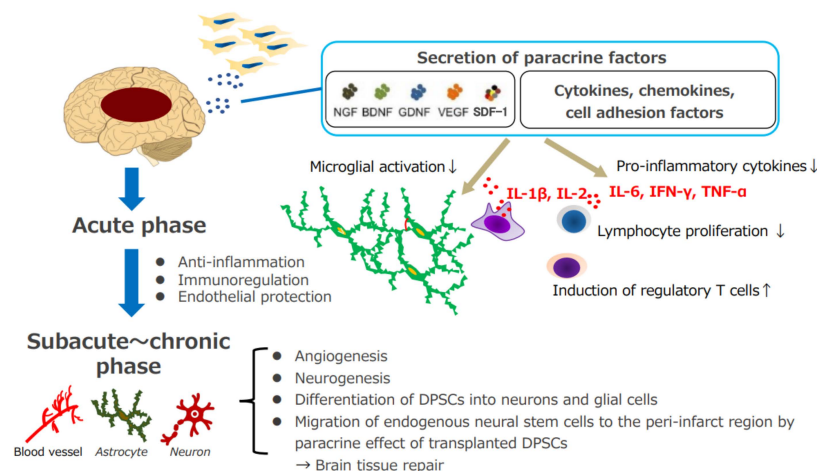 Secretion of paracrine factors
NGF BDNF GDNF VEGF SDF-1
Cytokines, chemokines,
cell adhesion factors
Microglial activation ↓
Pro-inflammatory cytokines ↓
IL-1β, IL-2
IL-6, IFN-γ, TNF-α
Lymphocyte proliferation ↓
Induction of regulatory T cells ↑
Acute phase
● Anti-inflammation
● Immunoregulation
● Endothelial protection
Subacute～chronic
phase
Blood vessel Astrocyte Neuron
● Angiogenesis
● Neurogenesis
● Differentiation of DPSCs into neurons and glial cells
● Migration of endogenous neural stem cells to the peri-infarct region by
paracrine effect of transplanted DPSCs
→ Brain tissue repair